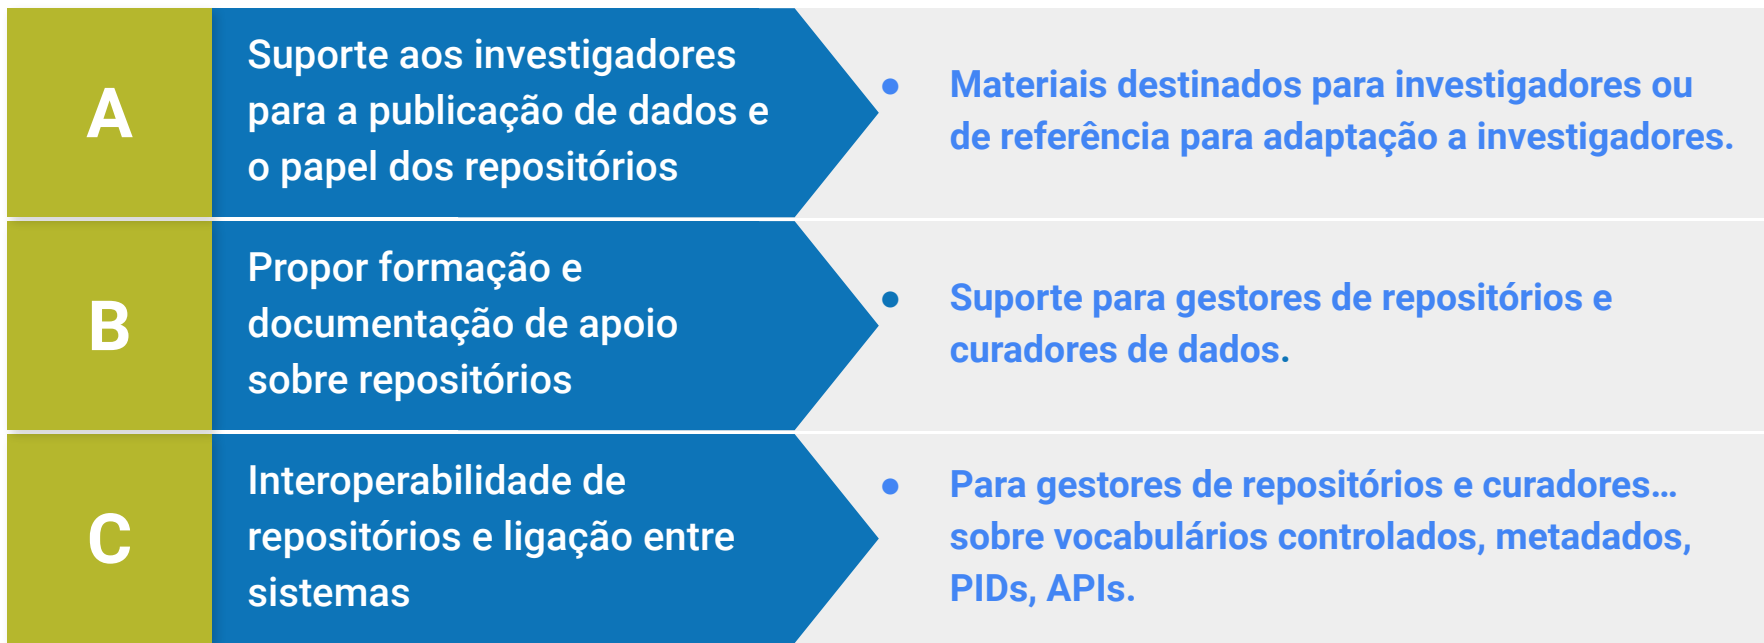 A
Suporte aos investigadores
para a publicação de dados e
o papel dos repositórios
● Materiais destinados para investigadores ou
de referência para adaptação a investigadores.
B
Propor formação e
documentação de apoio
sobre repositórios
● Suporte para gestores de repositórios e
curadores de dados.
C
Interoperabilidade de
repositórios e ligação entre
sistemas
● Para gestores de repositórios e curadores...
sobre vocabulários controlados, metadados,
PIDs, APIs.